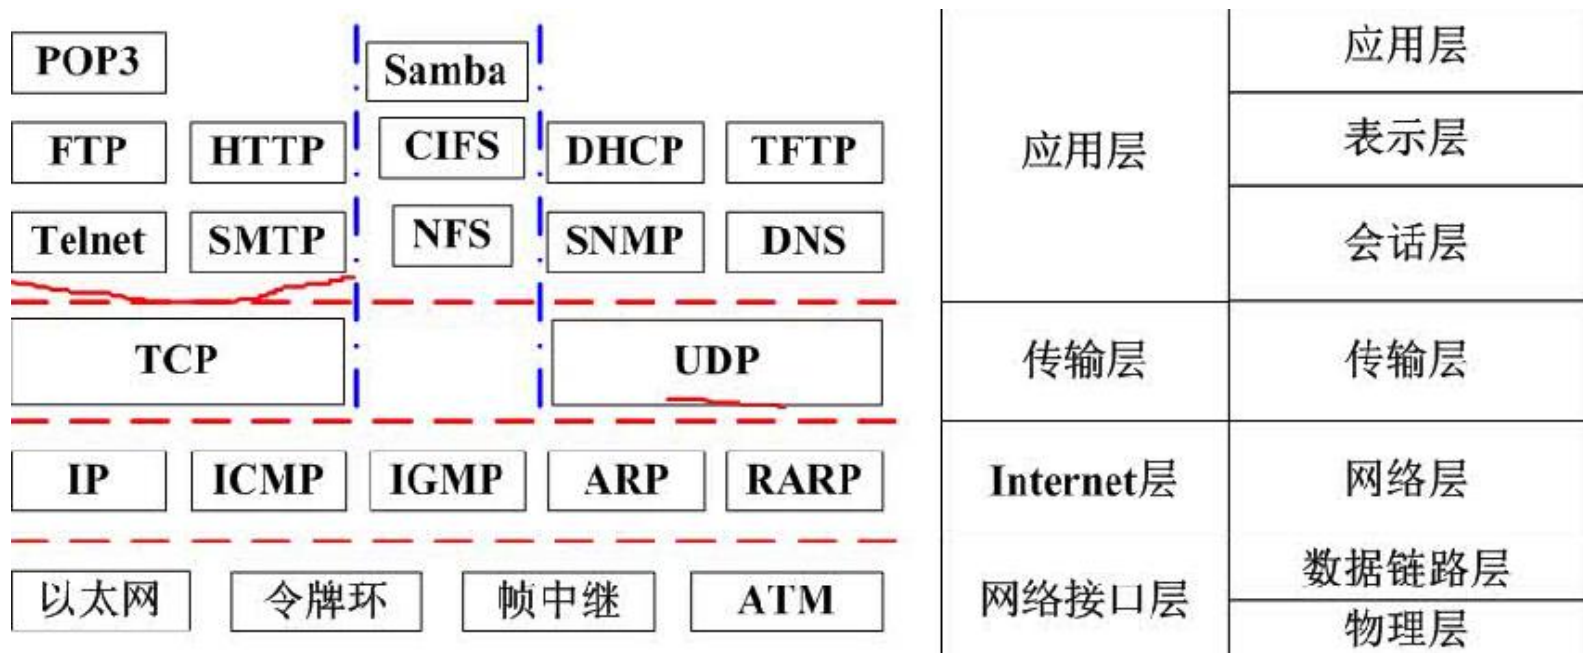 POP3
Samba
FTP HTTP CIFS DHCP TFTP
Telnet SMTP NFS SNMP DNS
TCP UDP
IP ICMP IGMP ARP RARP
以太网 令牌环 帧中继 ATM
应用层
传输层
Internet层
网络接口层
应用层
表示层
会话层
传输层
网络层
数据链路层
物理层